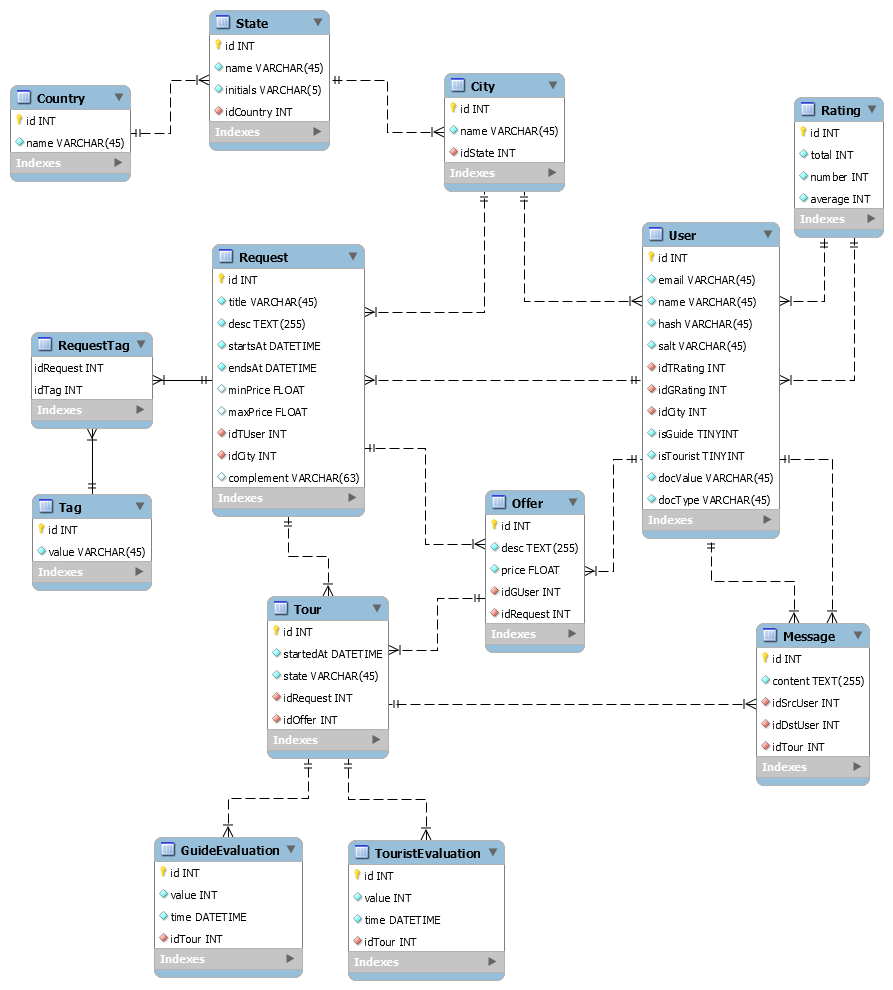 State
id INT
name VARCHAR(45)
initials VARCHAR(5)
idCountry INT
Indexes
Country
id INT
name VARCHAR(45)
Indexes
City
id INT
name VARCHAR(45)
idState INT
Indexes
Rating
id INT
total INT
number INT
average INT
Indexes
Request
id INT
title VARCHAR(45)
desc TEXT(255)
startsAt DATETIME
endsAt DATETIME
minPrice FLOAT
maxPrice FLOAT
idTUser INT
idCity INT
complement VARCHAR(63)
Indexes
User
id INT
email VARCHAR(45)
name VARCHAR(45)
hash VARCHAR(45)
salt VARCHAR(45)
idTRating INT
idGRating INT
idCity INT
isGuide TINYINT
isTourist TINYINT
docValue VARCHAR(45)
docType VARCHAR(45)
Indexes
RequestTag
idRequest INT
idTag INT
Indexes
Tag
id INT
value VARCHAR(45)
Indexes
Offer
id INT
desc TEXT(255)
price FLOAT
idGUser INT
idRequest INT
Indexes
Tour
id INT
startedAt DATETIME
state VARCHAR(45)
idRequest INT
idOffer INT
Indexes
Message
id INT
content TEXT(255)
idSrcUser INT
idDstUser INT
idTour INT
Indexes
GuideEvaluation
id INT
value INT
time DATETIME
idTour INT
Indexes
TouristEvaluation
id INT
value INT
time DATETIME
idTour INT
Indexes